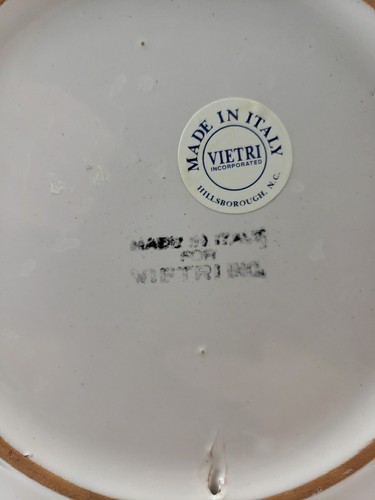 MADE IN ITALY
VIETRI
INCORPORATED
HILLSBOROUGH, N.C.
MADE IN ITALY
FOR
VIETRI INC.